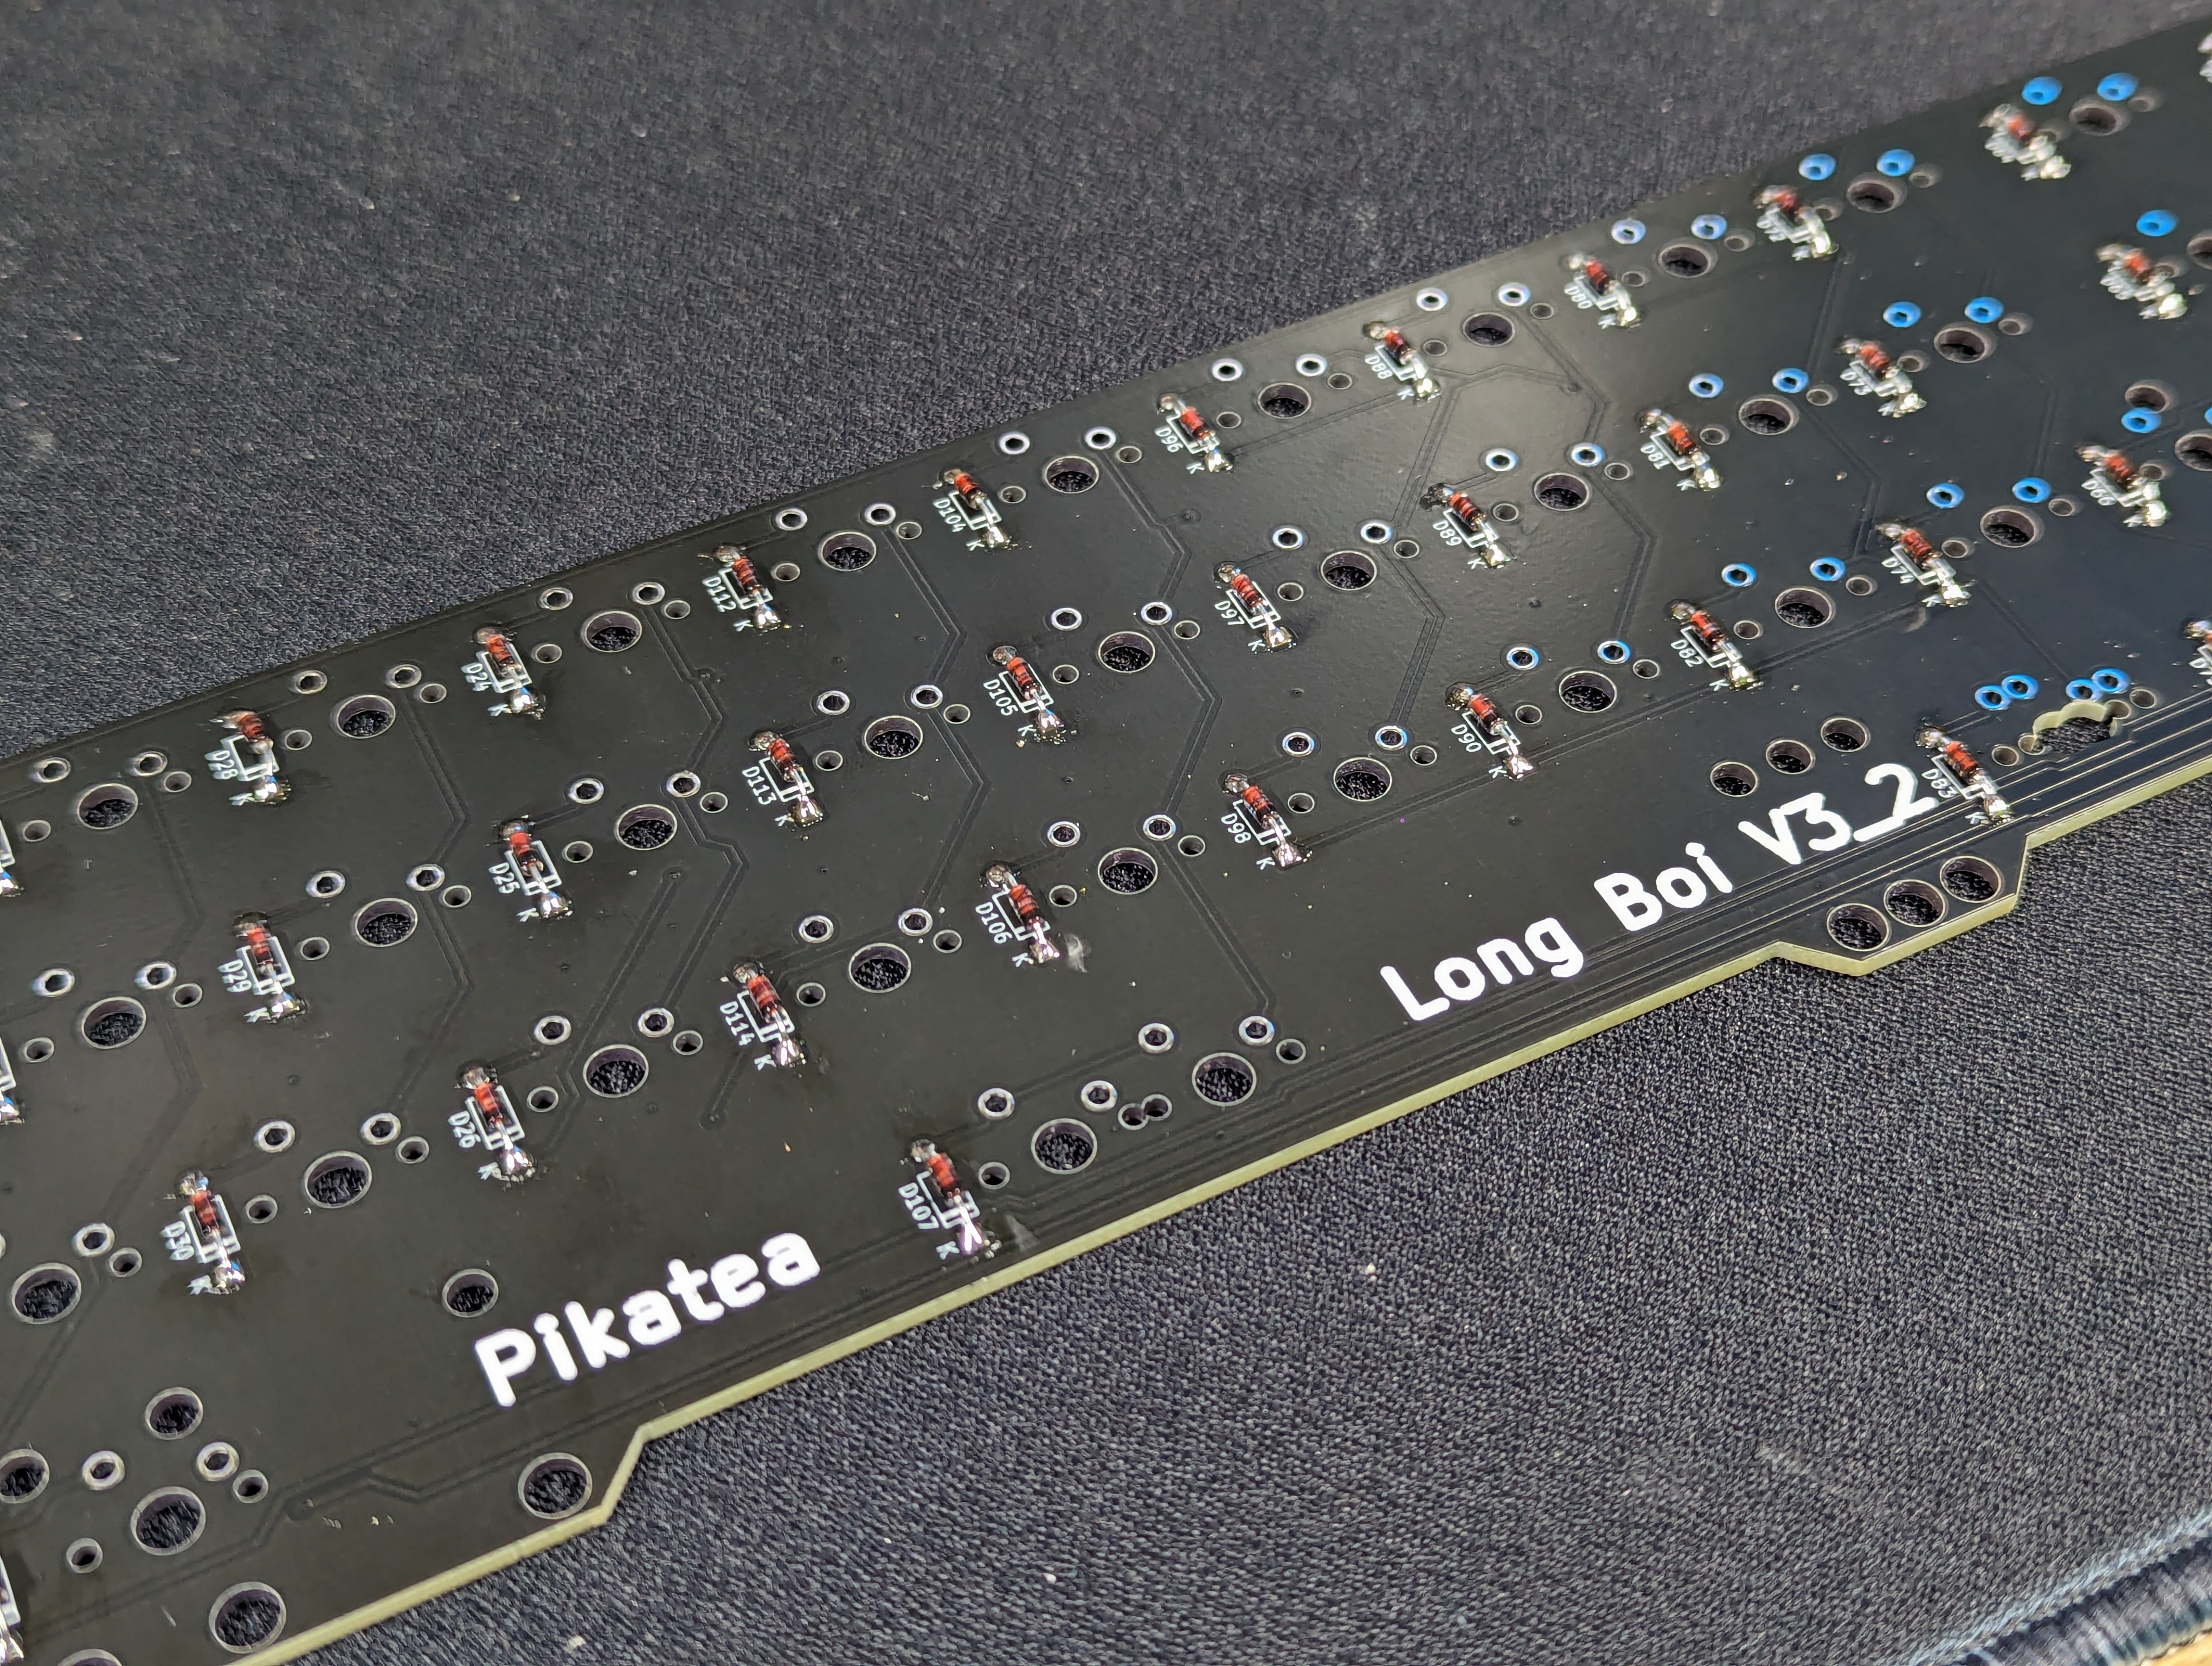 D72
K
D80
K
D88
K
D96
K
D104
K
D112
K
D24
K
D28
K
D73
K
D81
K
D89
K
D97
K
D105
K
D113
K
D25
K
D29
K
D66
K
D74
K
D82
K
D90
K
D98
K
D106
K
D114
K
D26
K
D30
K
D83
K
D107
K
Long Boi V3_2
Pikatea